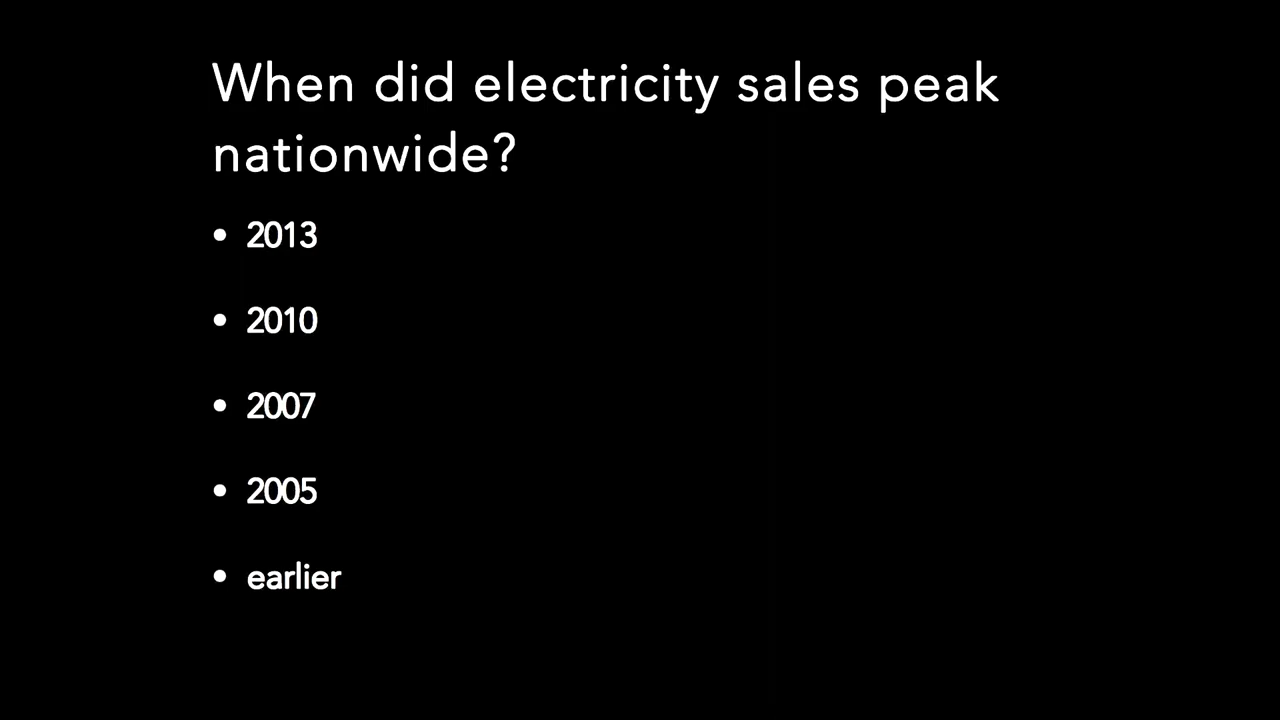 When did electricity sales peak
nationwide?
• 2013
• 2010
• 2007
• 2005
• earlier